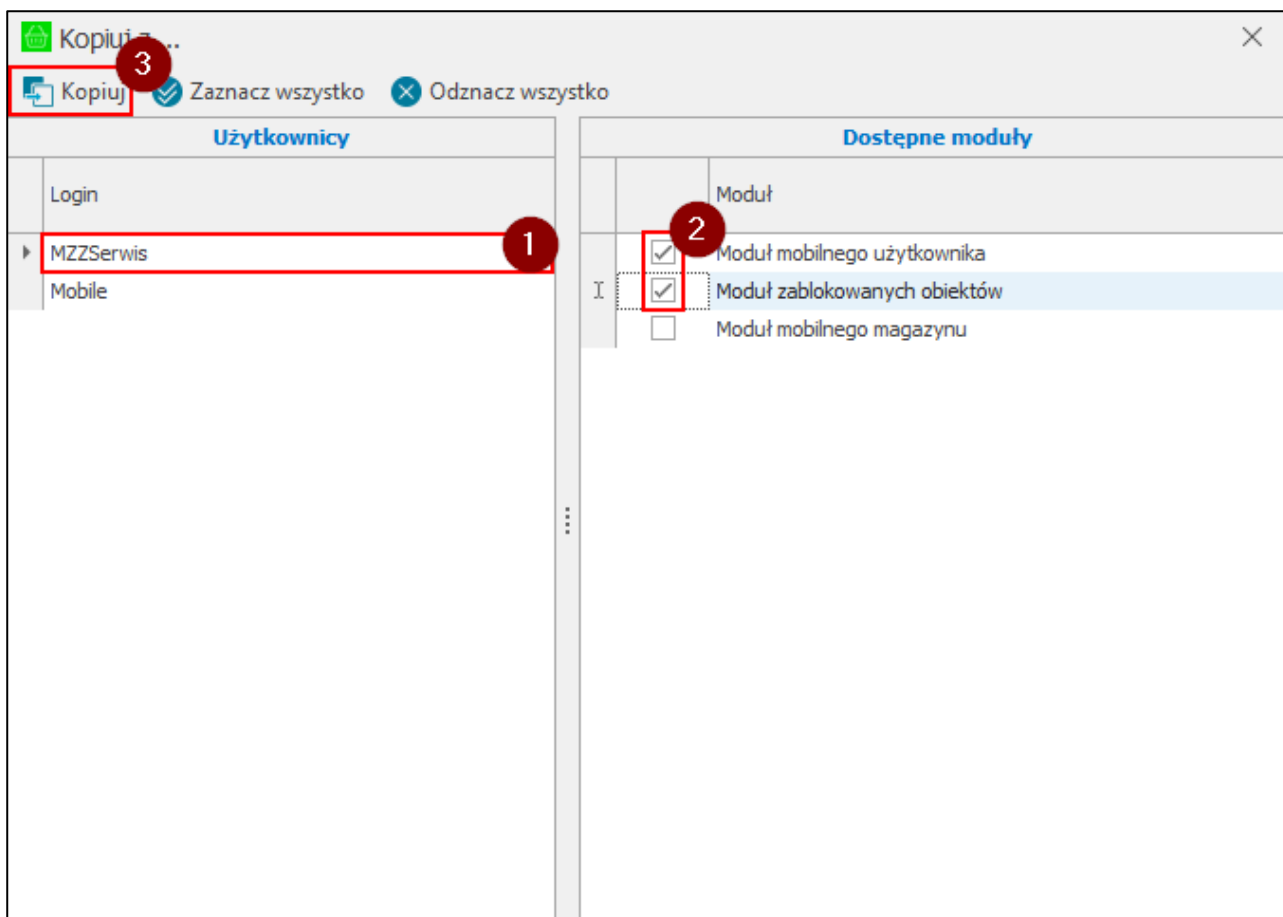 Kopiuj z ...
3
Kopiuj Zaznacz wszystko Odznacz wszystko
Użytkownicy
Login
MZZSerwis
1
Mobile
Dostępne moduły
Moduł
2
Moduł mobilnego użytkownika
Moduł zablokowanych obiektów
Moduł mobilnego magazynu